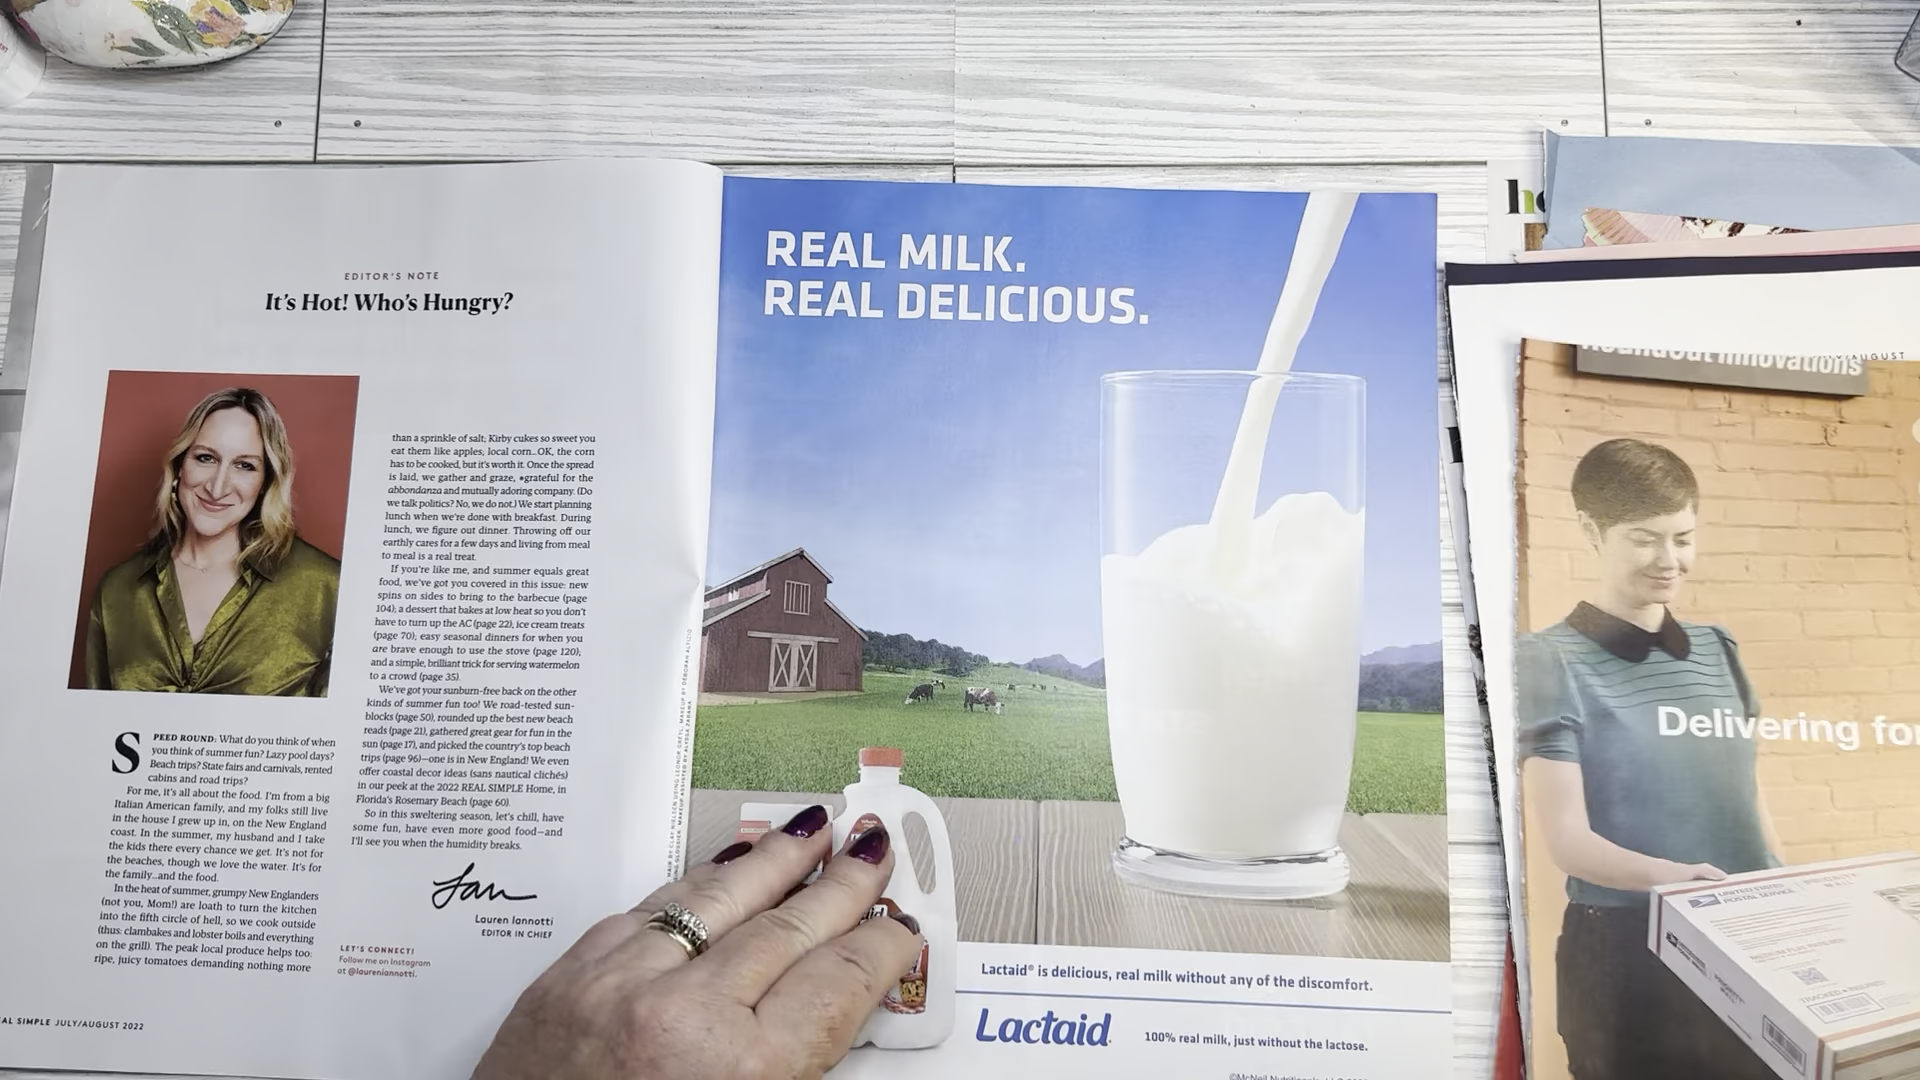 EDITOR'S NOTE
It's Hot! Who's Hungry?
SPEED ROUND: What do you think of when
you think of summer fun? Lazy pool days?
Beach trips? State fairs and carnivals, rented
cabins and road trips?
For me, it's all about the food. I'm from a big
Italian American family, and my folks still live
in the house I grew up in, on the New England
coast. In the summer, my husband and I take
the kids there every chance we get. It's not for
the beaches, though we love the water. It's for
the family...and the food.
In the heat of summer, grumpy New Englanders
(not you, Mom!) are loath to turn the kitchen
into the fifth circle of hell, so we cook outside
(thus: clambakes and lobster boils and everything
on the grill). The peak local produce helps too:
ripe, juicy tomatoes demanding nothing more
than a sprinkle of salt; Kirby cukes so sweet you
eat them like apples; local corn...OK, the corn
has to be cooked, but it's worth it. Once the spread
is laid, we gather and graze, grateful for the
abbondanza and mutually adoring company. (Do
we talk politics? No, we do not.) We start planning
lunch when we're done with breakfast. During
lunch, we figure out dinner. Throwing off our
earthly cares for a few days and living from meal
to meal is a real treat.
If you're like me, and summer equals great
food, we've got you covered in this issue: new
spins on sides to bring to the barbecue (page
104); a dessert that bakes at low heat so you don't
have to turn up the AC (page 22); ice cream treats
(page 70); easy seasonal dinners for when you
are brave enough to use the stove (page 120);
and a simple, brilliant trick for serving watermelon
to a crowd (page 35).
We've got your sunburn-free back on the other
kinds of summer fun too! We road-tested sun-
blocks (page 50), rounded up the best new beach
reads (page 21), gathered great gear for fun in the
sun (page 17), and picked the country's top beach
trips (page 96)—one is in New England! We even
offer coastal decor ideas (sans nautical clichés)
in our peek at the 2022 REAL SIMPLE Home, in
Florida's Rosemary Beach (page 60).
So in this sweltering season, let's chill, have
some fun, have even more good food—and
I'll see you when the humidity breaks.
Lauren Iannotti
EDITOR IN CHIEF
LET'S CONNECT!
Follow me on Instagram
at @laureniannotti.
AL SIMPLE JULY/AUGUST 2022
REAL MILK.
REAL DELICIOUS.
Lactaid® is delicious, real milk without any of the discomfort.
Lactaid.
100% real milk, just without the lactose.
AUGUST
Innovations
Delivering for
UNITED STATES
POSTAL SERVICE
PRIORITY
MAIL